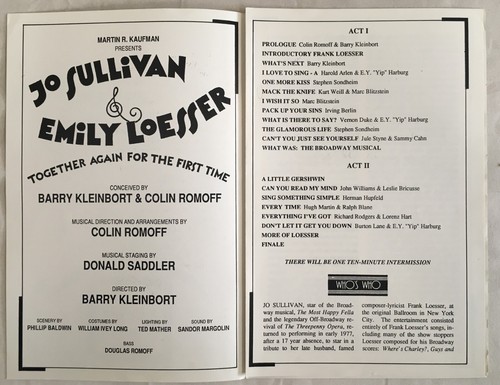 MARTIN R. KAUFMAN
PRESENTS
JO SULLIVAN
&
EMILY LOESSER
TOGETHER AGAIN FOR THE FIRST TIME
CONCEIVED BY
BARRY KLEINBORT & COLIN ROMOFF
MUSICAL DIRECTION AND ARRANGEMENTS BY
COLIN ROMOFF
MUSICAL STAGING BY
DONALD SADDLER
DIRECTED BY
BARRY KLEINBORT
SCENERY BY COSTUMES BY LIGHTING BY SOUND BY
PHILLIP BALDWIN WILLIAM IVEY LONG TED MATHER SANDOR MARGOLIN
BASS
DOUGLAS ROMOFF
ACT I
PROLOGUE Colin Romoff & Barry Kleinbort
INTRODUCTORY FRANK LOESSER
WHAT'S NEXT Barry Kleinbort
I LOVE TO SING - A Harold Arlen & E.Y. "Yip" Harburg
ONE MORE KISS Stephen Sondheim
MACK THE KNIFE Kurt Weill & Marc Blitzstein
I WISH IT SO Marc Blitzstein
PACK UP YOUR SINS Irving Berlin
WHAT IS THERE TO SAY? Vernon Duke & E.Y. "Yip" Harburg
THE GLAMOROUS LIFE Stephen Sondheim
CAN'T YOU JUST SEE YOURSELF Jule Styne & Sammy Cahn
WHAT WAS: THE BROADWAY MUSICAL
ACT II
A LITTLE GERSHWIN
CAN YOU READ MY MIND John Williams & Leslie Bricusse
SING SOMETHING SIMPLE Herman Hupfeld
EVERY TIME Hugh Martin & Ralph Blane
EVERYTHING I'VE GOT Richard Rodgers & Lorenz Hart
DON'T LET IT GET YOU DOWN Burton Lane & E.Y. "Yip" Harburg
MORE OF LOESSER
FINALE
THERE WILL BE ONE TEN-MINUTE INTERMISSION
WHO'S WHO
JO SULLIVAN, star of the Broad-
way musical, The Most Happy Fella
and the legendary Off-Broadway re-
vival of The Threepenny Opera, re-
turned to performing in early 1977,
after a 17 year absence, to star in a
tribute to her late husband, famed
composer-lyricist Frank Loesser, at
the original Ballroom in New York
City. The entertainment consisted
entirely of Frank Loesser's songs, in-
cluding many of the show stoppers
Loesser composed for his Broadway
scores: Where's Charley?, Guys and